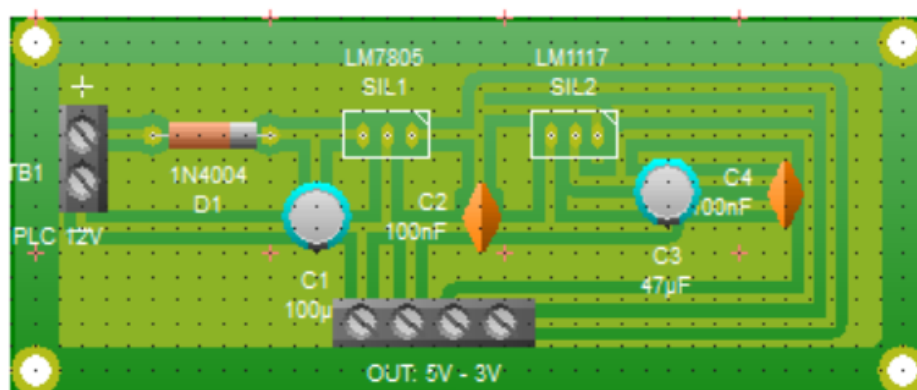 LM7805
SIL1
LM1117
SIL2
+
TB1
1N4004
D1
PLC 12V
C2
100nF
C4
00nF
C1
100µ
C3
47µF
OUT: 5V - 3V